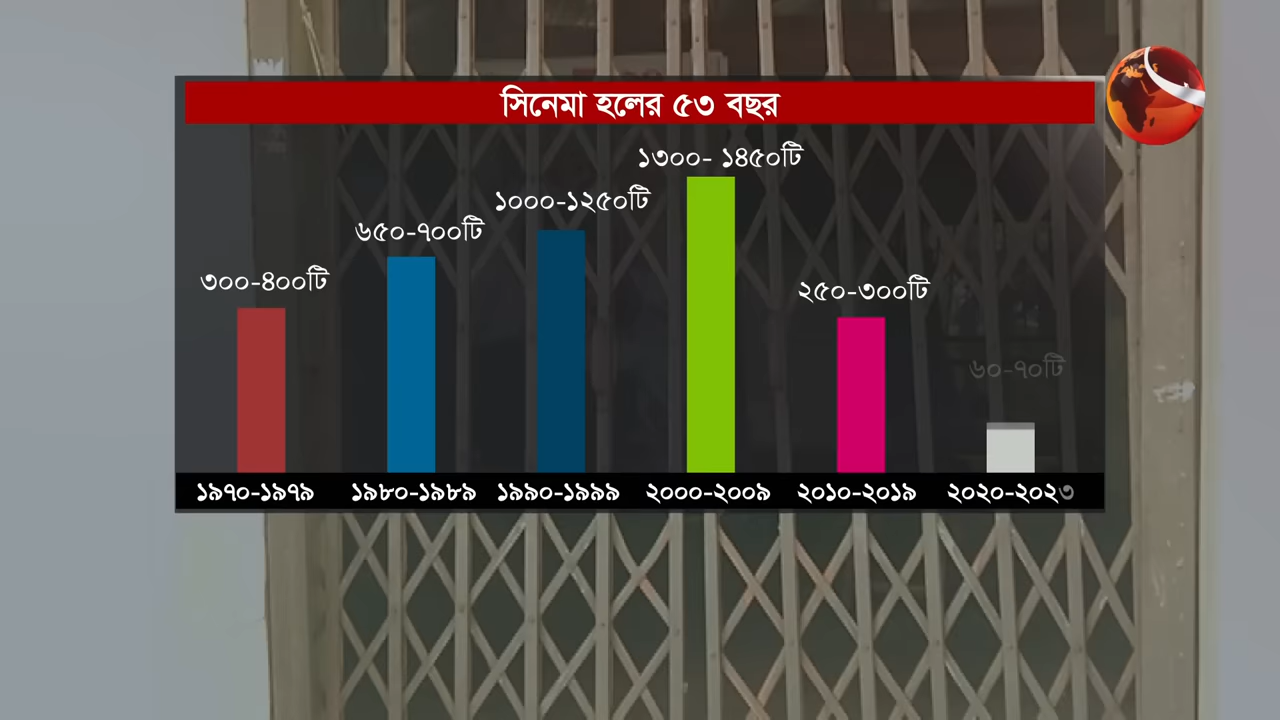 সিনেমা হলের ৫৩ বছর
৩০০-৪০০টি
৬৫০-৭০০টি
১০০০-১২৫০টি
১৩০০- ১৪৫০টি
২৫০-৩০০টি
৬০-৭০টি
১৯৭০-১৯৭৯
১৯৮০-১৯৮৯
১৯৯০-১৯৯৯
২০০০-২০০৯
২০১০-২০১৯
২০২০-২০২৩